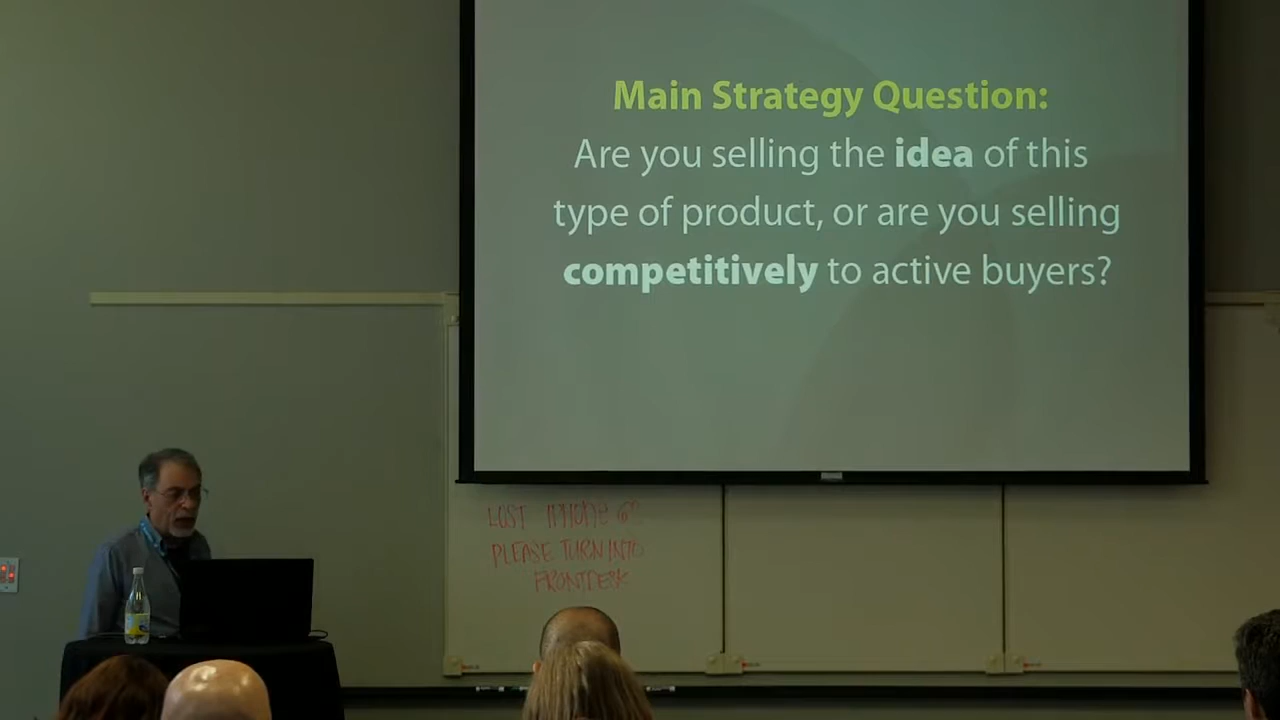 Main Strategy Question:
Are you selling the idea of this
type of product, or are you selling
competitively to active buyers?
LOST IPHONE 6
PLEASE TURN INTO
FRONT DESK